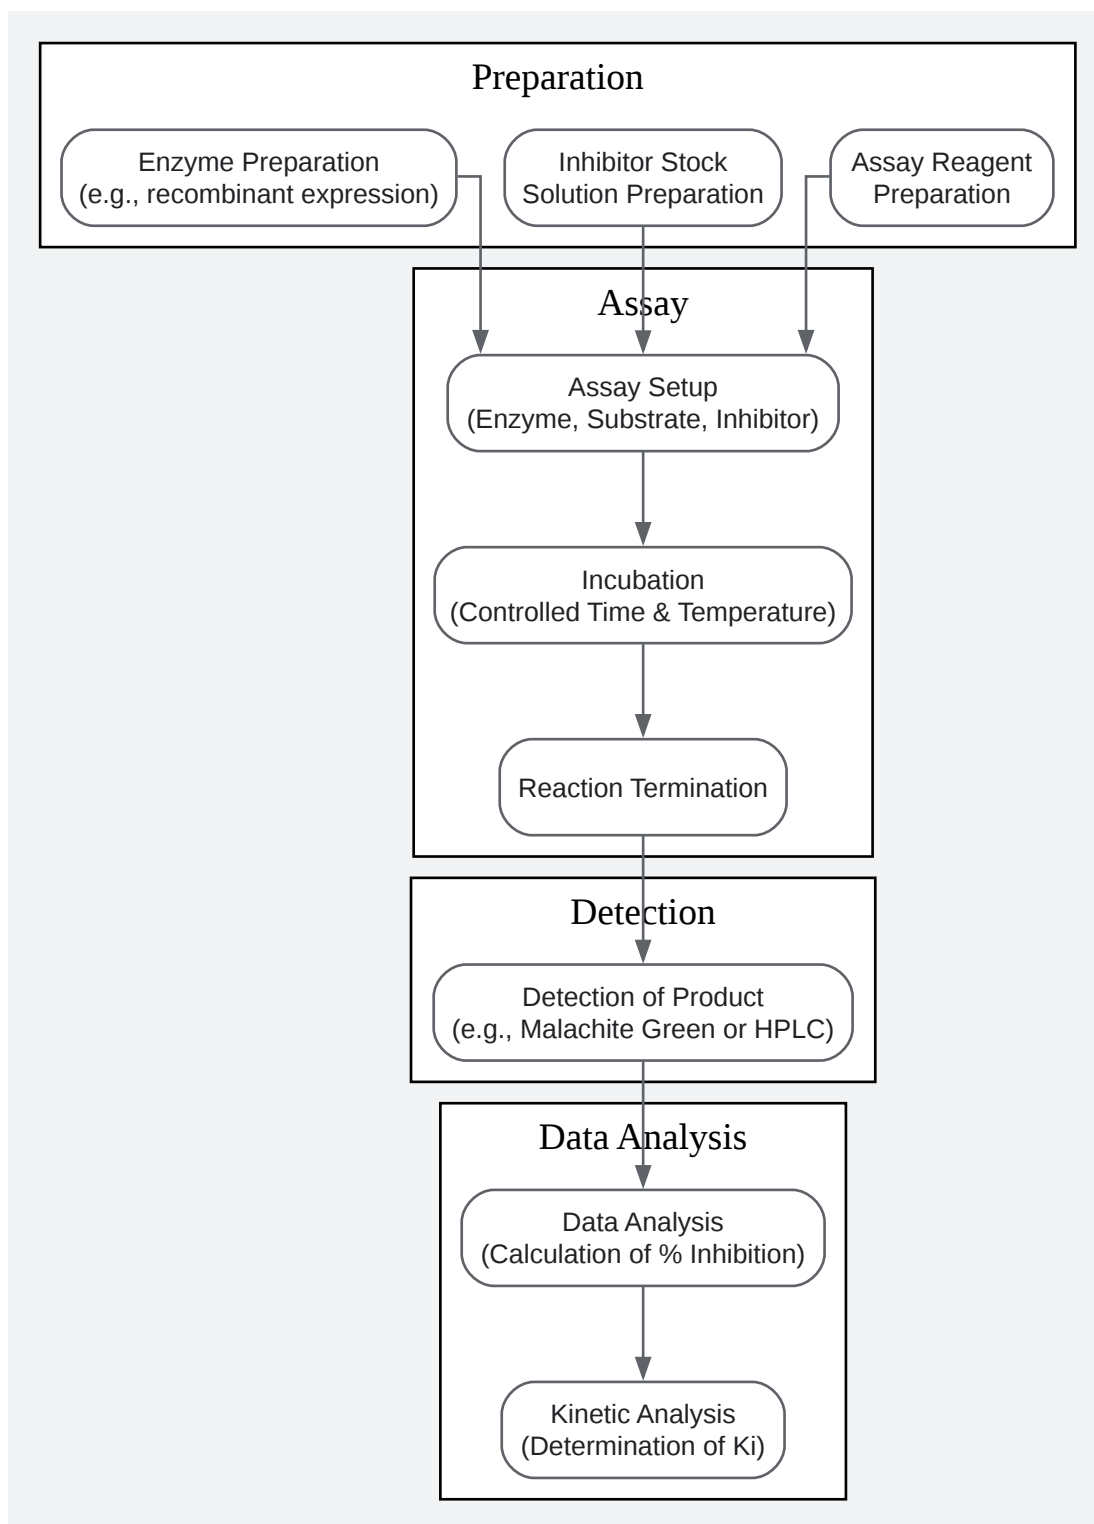 Preparation
Enzyme Preparation
(e.g., recombinant expression)
Inhibitor Stock
Solution Preparation
Assay Reagent
Preparation
Assay
Assay Setup
(Enzyme, Substrate, Inhibitor)
Incubation
(Controlled Time & Temperature)
Reaction Termination
Detection
Detection of Product
(e.g., Malachite Green or HPLC)
Data Analysis
Data Analysis
(Calculation of % Inhibition)
Kinetic Analysis
(Determination of Ki)